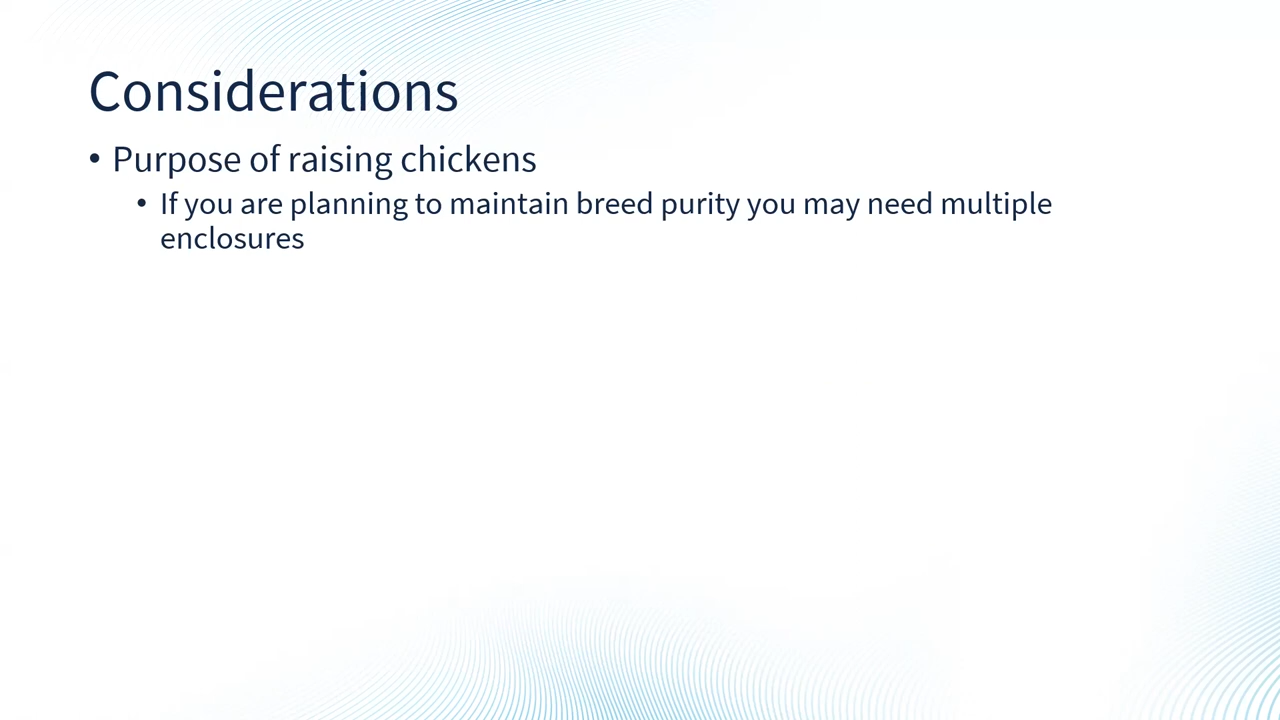 Considerations
• Purpose of raising chickens
• If you are planning to maintain breed purity you may need multiple
enclosures